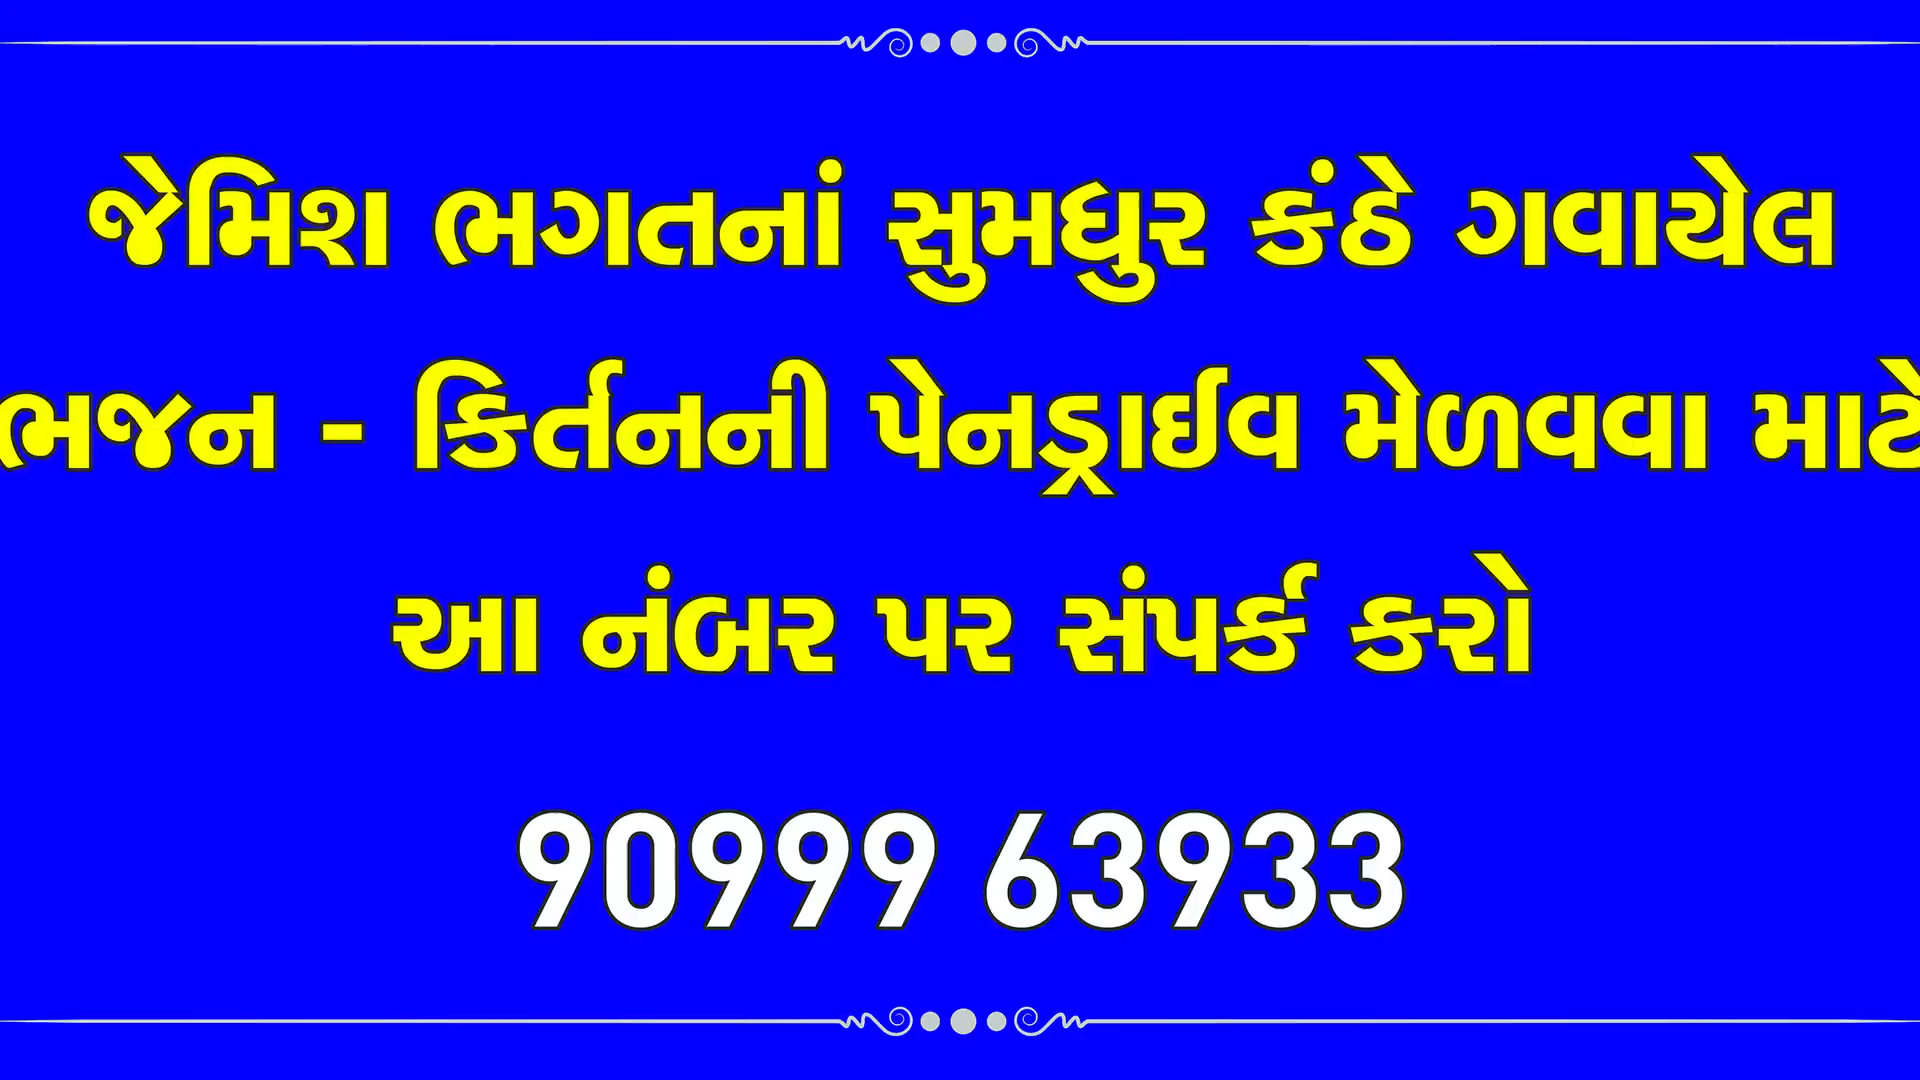 જેમિશ ભગતનાં સુમધુર કંઠે ગવાયેલ
ભજન - કિર્તનની પેનડ્રાઈવ મેળવવા માટે
આ નંબર પર સંપર્ક કરો
90999 63933